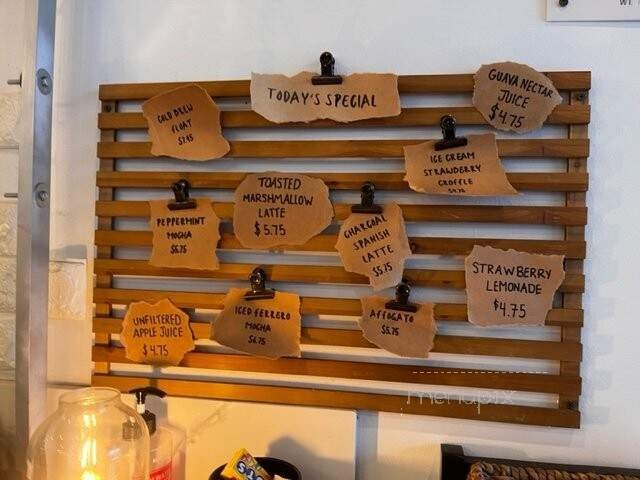 TODAY'S SPECIAL
GUAVA NECTAR
JUICE
$4.75
COLD BREW
FLOAT
ICE CREAM
STRAWBERRY
CROFFLE
TOASTED
MARSHMALLOW
LATTE
$5.75
PEPPERMINT
MOCHA
$5.75
CHARCOAL
SPANISH
LATTE
$5.75
STRAWBERRY
LEMONADE
$4.75
UNFILTERED
APPLE JUICE
$4.75
ICED FERRERO
MOCHA
$6.75
AFFOGATO
$5.75
menupix